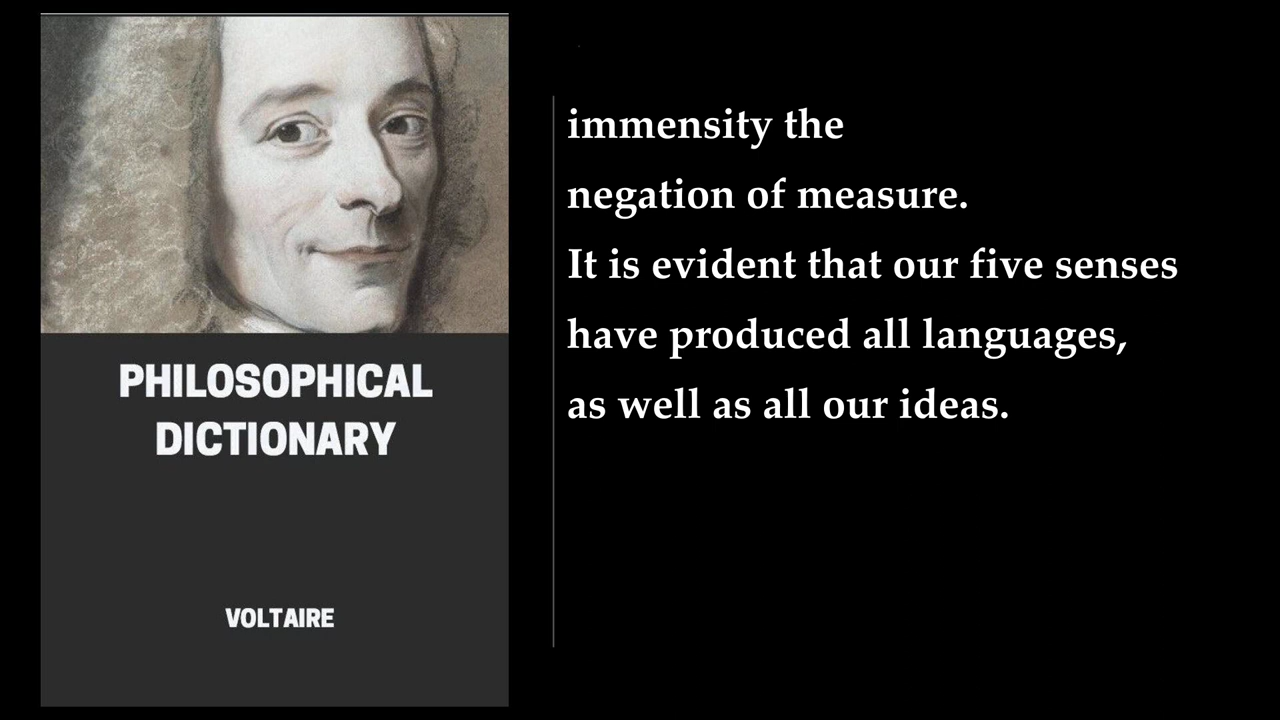 PHILOSOPHICAL
DICTIONARY
VOLTAIRE
immensity the
negation of measure.
It is evident that our five senses
have produced all languages,
as well as all our ideas.